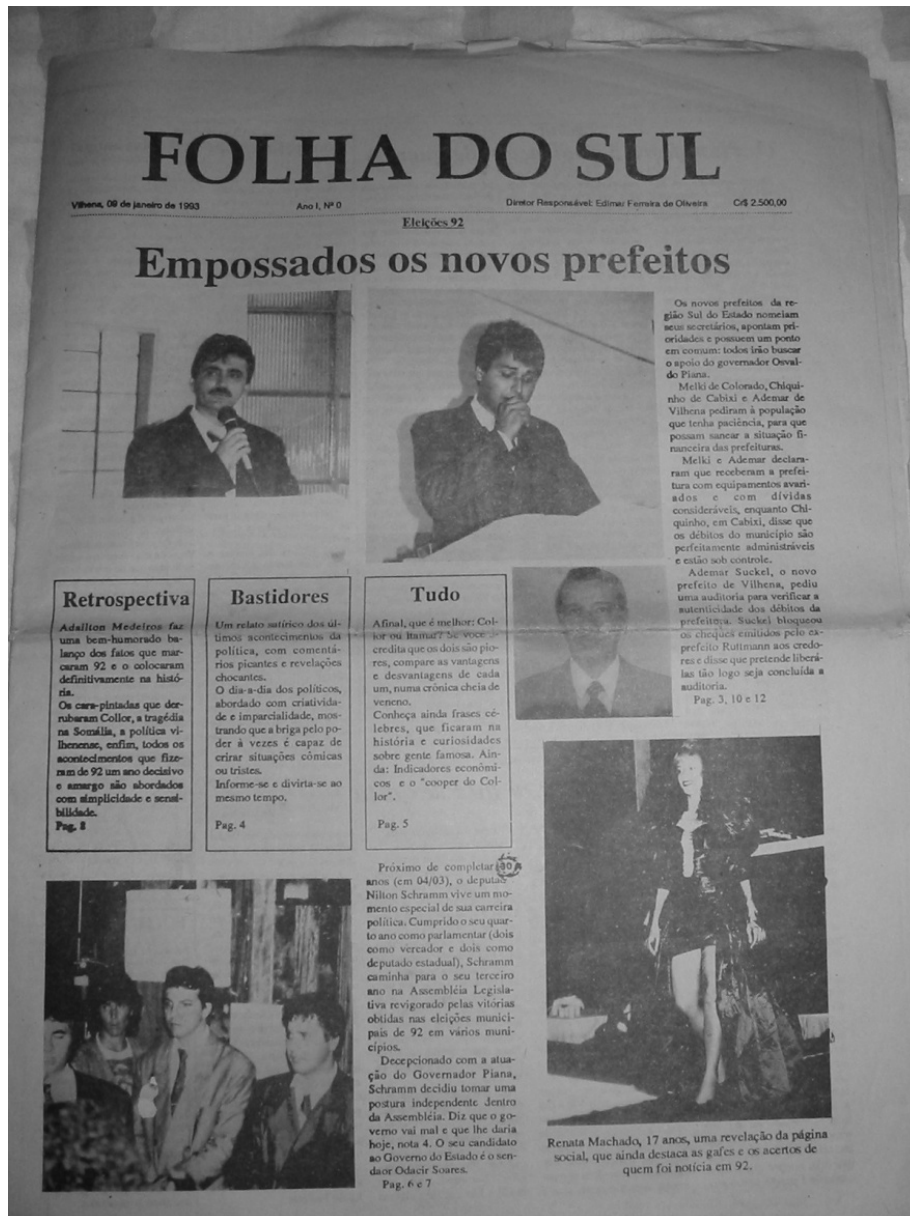 FOLHA DO SUL
Vilhena, 09 de janeiro de 1993
Ano I, Nº 0
Diretor Responsável: Edimar Ferreira de Oliveira
Cr$ 2.500,00
Eleições 92
Empossados os novos prefeitos
Os novos prefeitos da re-
gião Sul do Estado nomeiam
seus secretários, apontam pri-
oridades e possuem um ponto
em comum: todos irão buscar
o apoio do governador Osval-
do Piana.
Melki de Colorado, Chiqui-
nho de Cabixi e Ademar de
Vilhena pediram à população
que tenha paciência, para que
possam sanear a situação fi-
nanceira das prefeituras.
Melki e Ademar declara-
ram que receberam a prefei-
tura com equipamentos avari-
ados e com dívidas
consideráveis, enquanto Chi-
quinho, em Cabixi, disse que
os débitos do município são
perfeitamente administráveis
e estão sob controle.
Ademar Suckel, o novo
prefeito de Vilhena, pediu
uma auditoria para verificar a
autenticidade dos débitos da
prefeitura. Suckel bloqueou
os cheques emitidos pelo ex-
prefeito Rutimann aos credo-
res e disse que pretende liberá-
las tão logo seja concluída a
auditoria.
Pag. 3, 10 e 12
Retrospectiva
Adailton Medeiros faz
uma bem-humorado ba-
lanço dos fatos que mar-
caram 92 e o colocaram
definitivamente na histó-
ria.
Os cara-pintadas que der-
rubaram Collor, a tragédia
na Somália, a política vi-
lhenense, enfim, todos os
acontecimentos que fize-
ram de 92 um ano decisivo
e amargo são abordados
com simplicidade e sensi-
bilidade.
Pag. 8
Bastidores
Um relato satírico dos úl-
timos acontecimentos da
política, com comentá-
rios picantes e revelações
chocantes.
O dia-a-dia dos políticos,
abordado com criativida-
de e imparcialidade, mos-
trando que a briga pelo po-
der à vezes é capaz de
crirar situações cômicas
ou tristes.
Informe-se e divirta-se ao
mesmo tempo.
Pag. 4
Tudo
Afinal, que é melhor: Col-
lor ou Itamar? Se voce
credita que os dois são pio-
res, compare as vantagens
e desvantagens de cada
um, numa crônica cheia de
veneno.
Conheça ainda frases cé-
lebres, que ficaram na
história e curiosidades
sobre gente famosa. Ain-
da: Indicadores econômi-
cos e o "cooper do Col-
lor".
Pag. 5
Próximo de completar 30
anos (em 04/03), o deputado
Nilton Schramm vive um mo-
mento especial de sua carreira
política. Cumprido o seu quar-
to ano como parlamentar (dois
como vereador e dois como
deputado estadual), Schramm
caminha para o seu terceiro
ano na Assembléia Legisla-
tiva revigorado pelas vitórias
obtidas nas eleições munici-
pais de 92 em vários muni-
cípios.
Decepcionado com a atua-
ção do Governador Piana,
Schramm decidiu tomar uma
postura independente dentro
da Assembléia. Diz que o go-
verno vai mal e que lhe daria
hoje, nota 4. O seu candidato
ao Governo do Estado é o sen-
daor Odacir Soares.
Pag. 6 e 7
Renata Machado, 17 anos, uma revelação da página
social, que ainda destaca as gafes e os acertos de
quem foi notícia em 92.